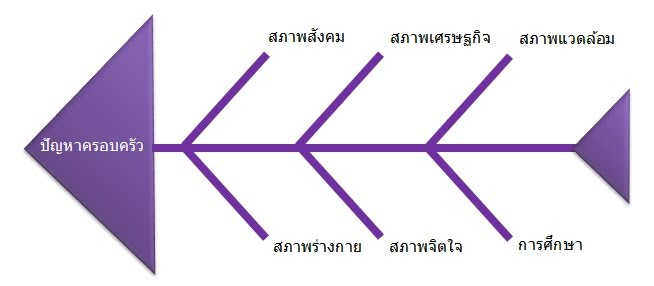 สภาพสังคม
สภาพเศรษฐกิจ
สภาพแวดล้อม
ปัญหาครอบครัว
สภาพร่างกาย
สภาพจิตใจ
การศึกษา